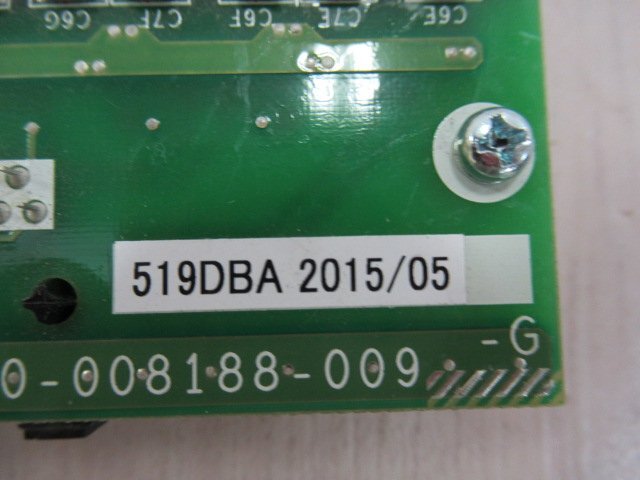 C6G C7F C6F C7E C6E
519DBA 2015/05
-G
0-008188-009